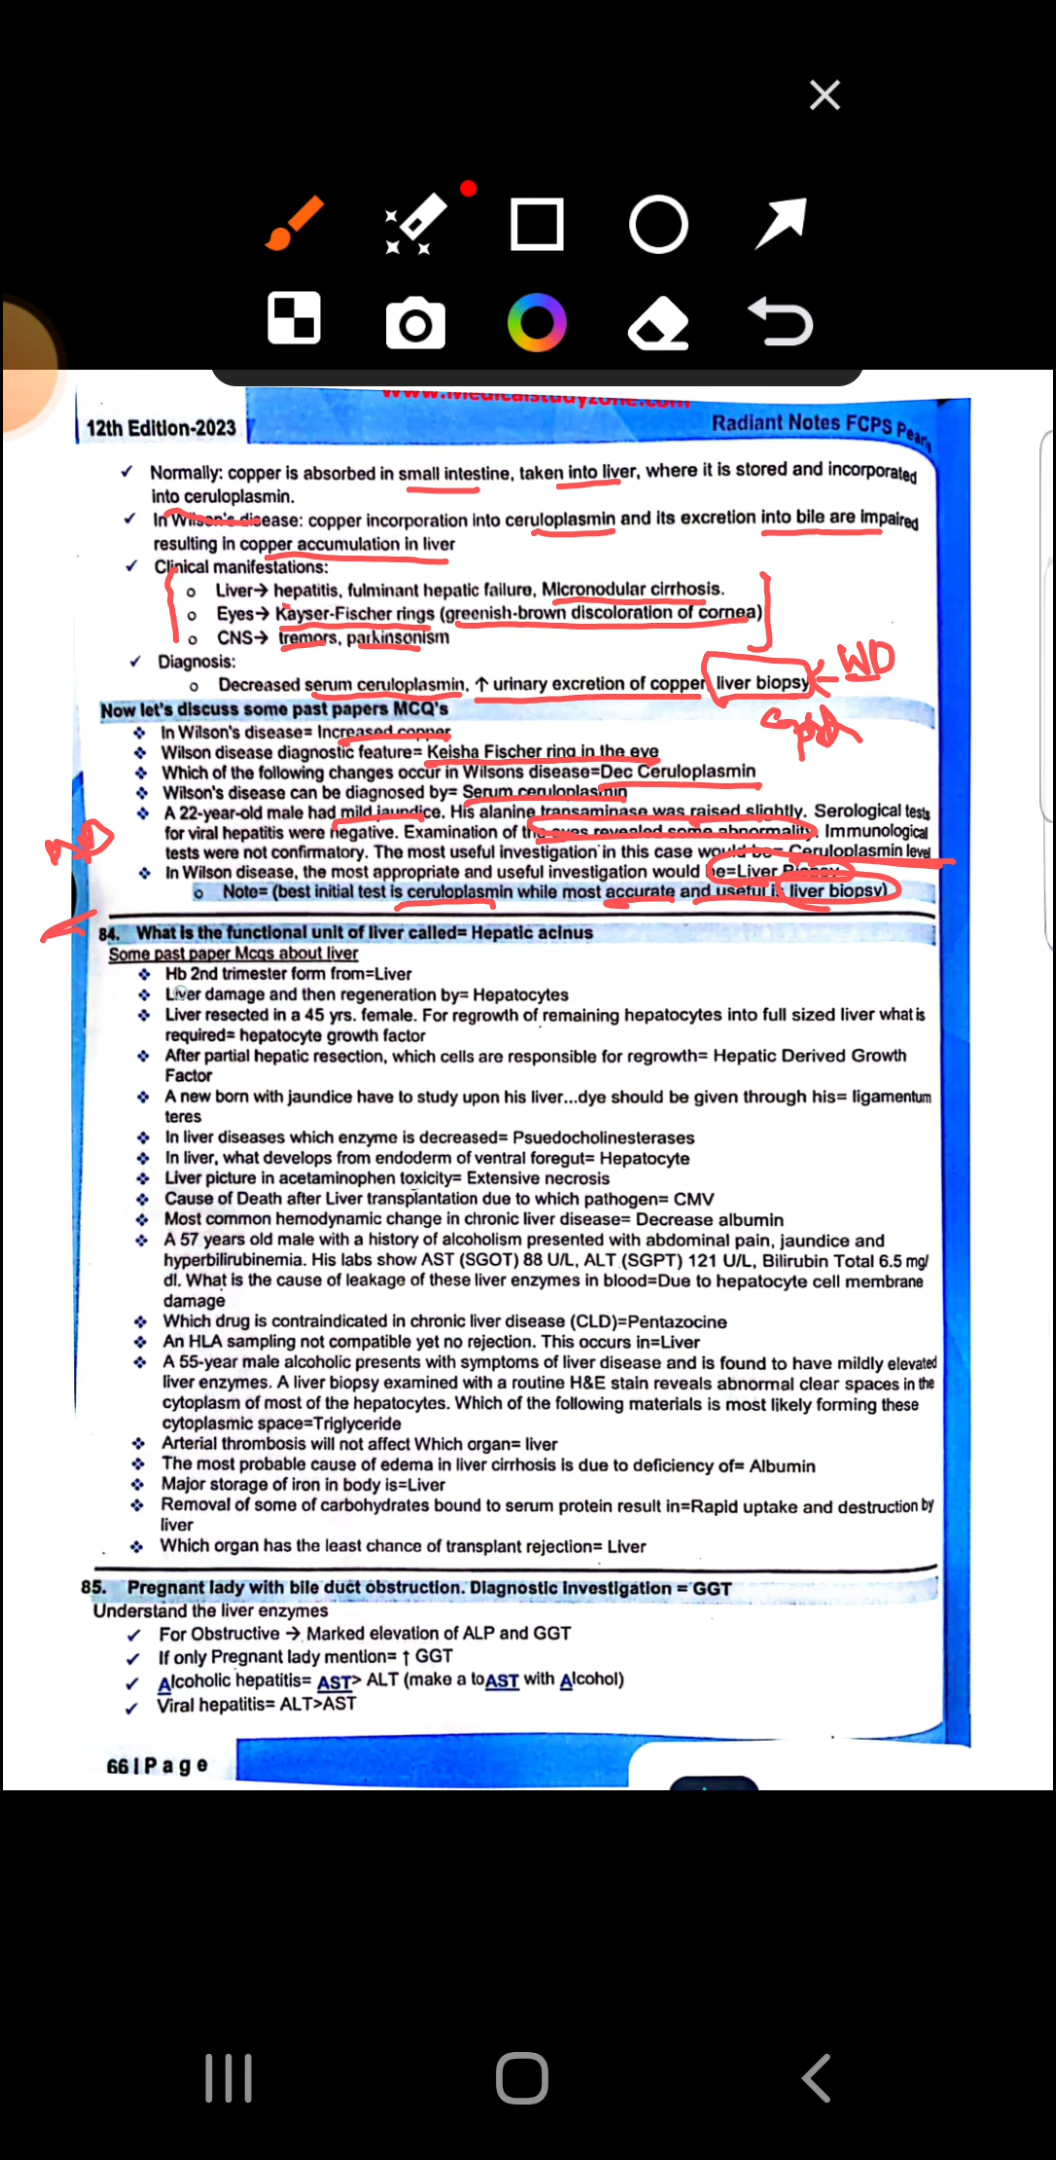 www.medicalstudyzone.com
12th Edition-2023
Radiant Notes FCPS Pearls
✓ Normally: copper is absorbed in small intestine, taken into liver, where it is stored and incorporated
into ceruloplasmin.
✓ In Wilson's disease: copper incorporation into ceruloplasmin and its excretion into bile are impaired
resulting in copper accumulation in liver
✓ Clinical manifestations:
o Liver→ hepatitis, fulminant hepatic failure, Micronodular cirrhosis.
o Eyes→ Kayser-Fischer rings (greenish-brown discoloration of cornea)
o CNS→ tremors, parkinsonism
✓ Diagnosis:
WD
o Decreased serum ceruloplasmin, ↑ urinary excretion of copper, liver biopsy
Now let's discuss some past papers MCQ's
❖ In Wilson's disease= Increased copper
❖ Wilson disease diagnostic feature= Keisha Fischer ring in the eye
❖ Which of the following changes occur in Wilsons disease=Dec Ceruloplasmin
❖ Wilson's disease can be diagnosed by= Serum ceruloplasmin
❖ A 22-year-old male had mild jaundice. His alanine transaminase was raised slightly. Serological tests
for viral hepatitis were negative. Examination of the eyes revealed some abnormality. Immunological
tests were not confirmatory. The most useful investigation in this case would be= Ceruloplasmin level
❖ In Wilson disease, the most appropriate and useful investigation would be=Liver Biopsy
o Note= (best initial test is ceruloplasmin while most accurate and useful is liver biopsy)
84. What is the functional unit of liver called= Hepatic acinus
Some past paper Mcqs about liver
❖ Hb 2nd trimester form from=Liver
❖ Liver damage and then regeneration by= Hepatocytes
❖ Liver resected in a 45 yrs. female. For regrowth of remaining hepatocytes into full sized liver what is
required= hepatocyte growth factor
❖ After partial hepatic resection, which cells are responsible for regrowth= Hepatic Derived Growth
Factor
❖ A new born with jaundice have to study upon his liver...dye should be given through his= ligamentum
teres
❖ In liver diseases which enzyme is decreased= Psuedocholinesterases
❖ In liver, what develops from endoderm of ventral foregut= Hepatocyte
❖ Liver picture in acetaminophen toxicity= Extensive necrosis
❖ Cause of Death after Liver transplantation due to which pathogen= CMV
❖ Most common hemodynamic change in chronic liver disease= Decrease albumin
❖ A 57 years old male with a history of alcoholism presented with abdominal pain, jaundice and
hyperbilirubinemia. His labs show AST (SGOT) 88 U/L, ALT (SGPT) 121 U/L, Bilirubin Total 6.5 mg/
dl. What is the cause of leakage of these liver enzymes in blood=Due to hepatocyte cell membrane
damage
❖ Which drug is contraindicated in chronic liver disease (CLD)=Pentazocine
❖ An HLA sampling not compatible yet no rejection. This occurs in=Liver
❖ A 55-year male alcoholic presents with symptoms of liver disease and is found to have mildly elevated
liver enzymes. A liver biopsy examined with a routine H&E stain reveals abnormal clear spaces in the
cytoplasm of most of the hepatocytes. Which of the following materials is most likely forming these
cytoplasmic space=Triglyceride
❖ Arterial thrombosis will not affect Which organ= liver
❖ The most probable cause of edema in liver cirrhosis is due to deficiency of= Albumin
❖ Major storage of iron in body is=Liver
❖ Removal of some of carbohydrates bound to serum protein result in=Rapid uptake and destruction by
liver
❖ Which organ has the least chance of transplant rejection= Liver
85. Pregnant lady with bile duct obstruction. Diagnostic Investigation = GGT
Understand the liver enzymes
✓ For Obstructive → Marked elevation of ALP and GGT
✓ If only Pregnant lady mention= ↑ GGT
✓ Alcoholic hepatitis= AST> ALT (make a toAST with Alcohol)
✓ Viral hepatitis= ALT>AST
66 | P a g e